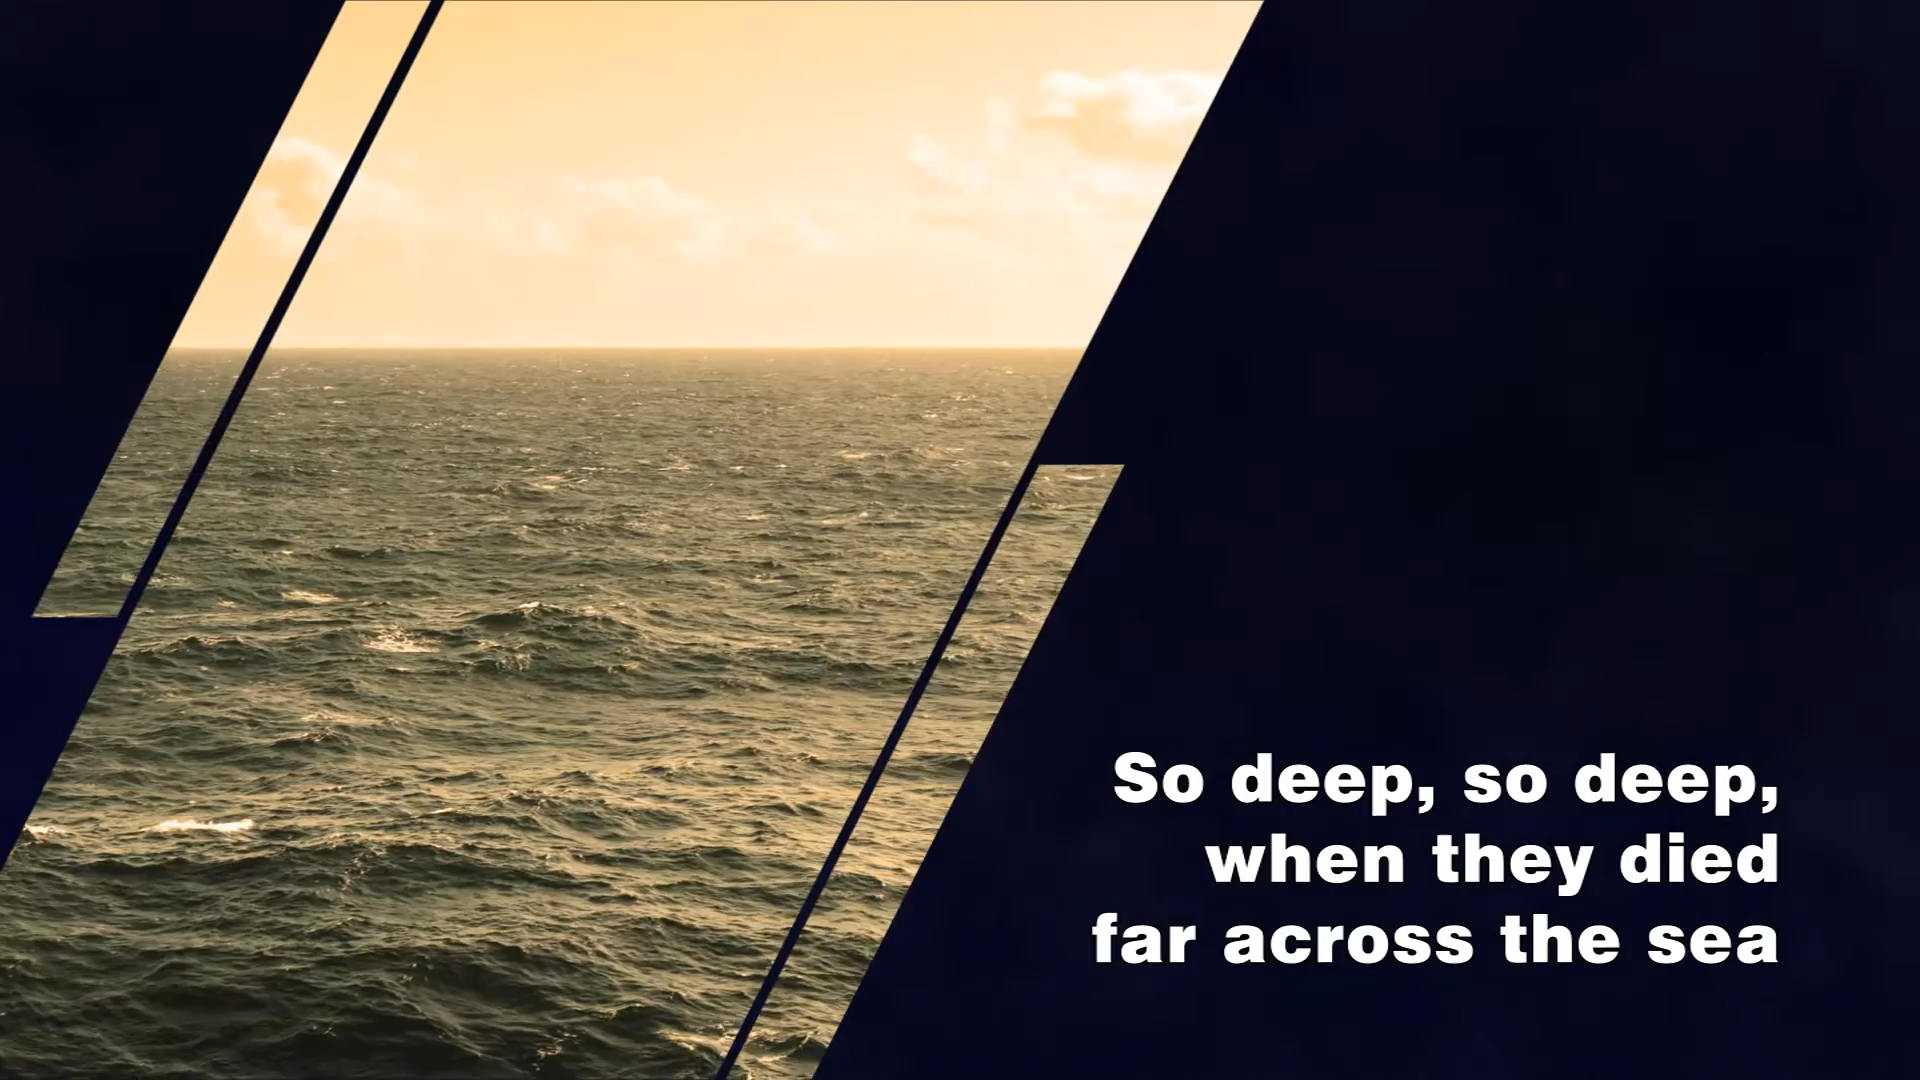 So deep, so deep,
when they died
far across the sea